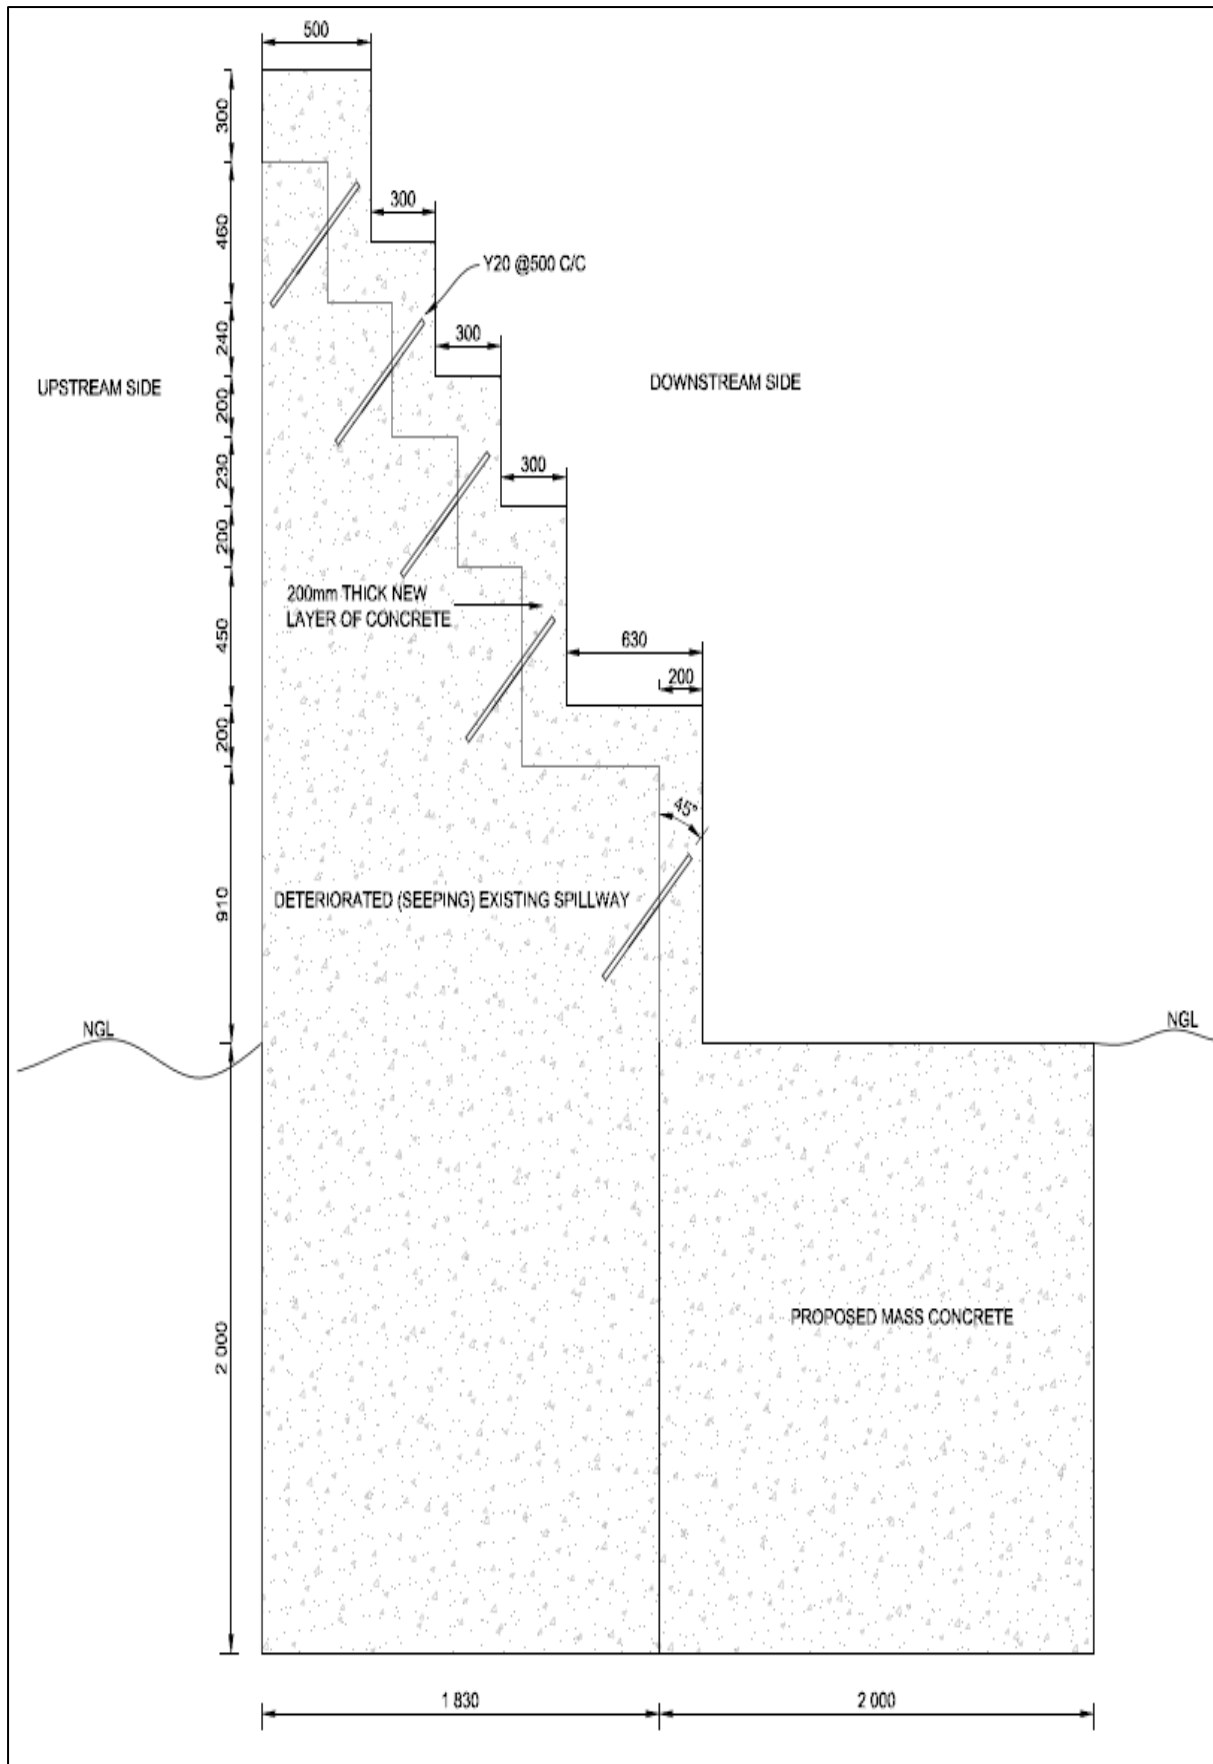 500
300
460
300
Y20 @500 C/C
240
300
UPSTREAM SIDE
DOWNSTREAM SIDE
200
230
300
200
200mm THICK NEW
LAYER OF CONCRETE
450
630
200
200
45°
DETERIORATED (SEEPING) EXISTING SPILLWAY
910
NGL
NGL
PROPOSED MASS CONCRETE
2 000
1 830
2 000